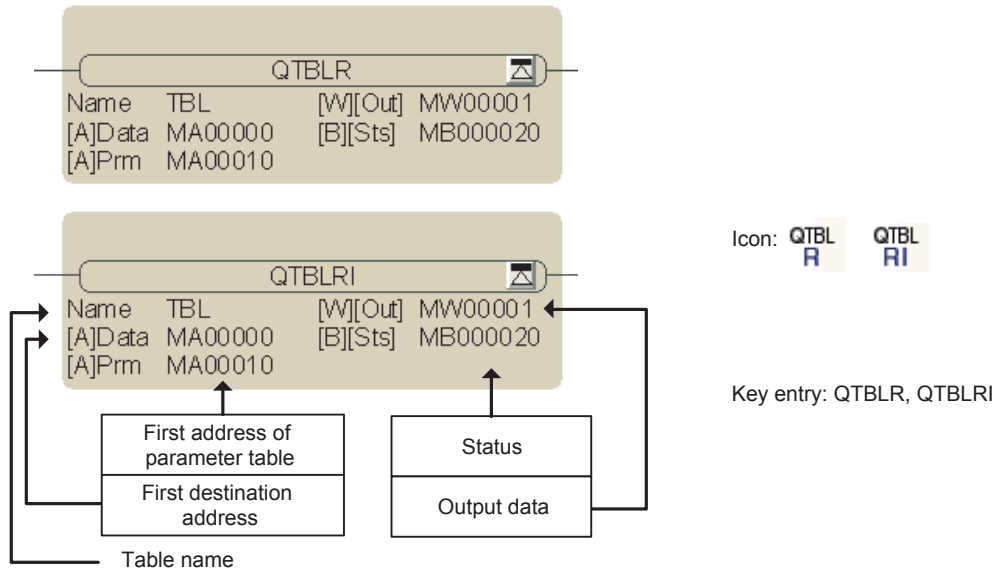 QTBLR
Name TBL [W][Out] MW00001
[A]Data MA00000 [B][Sts] MB000020
[A]Prm MA00010
QTBLRI
Name TBL [W][Out] MW00001
[A]Data MA00000 [B][Sts] MB000020
[A]Prm MA00010
First address of
parameter table
First destination
address
Table name
Status
Output data
Icon: QTBL R QTBL RI
Key entry: QTBLR, QTBLRI